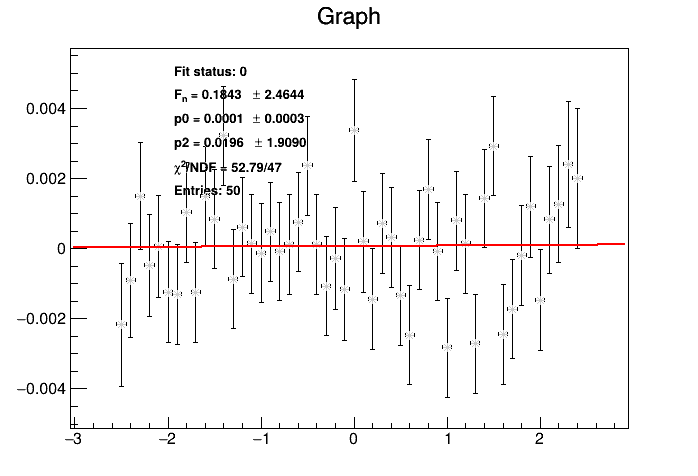 Graph
Fit status: 0
Fn = 0.1843 ± 2.4644
p0 = 0.0001 ± 0.0003
p2 = 0.0196 ± 1.9090
χ²/NDF = 52.79/47
Entries: 50
0.004
0.002
0
−0.002
−0.004
−3 −2 −1 0 1 2